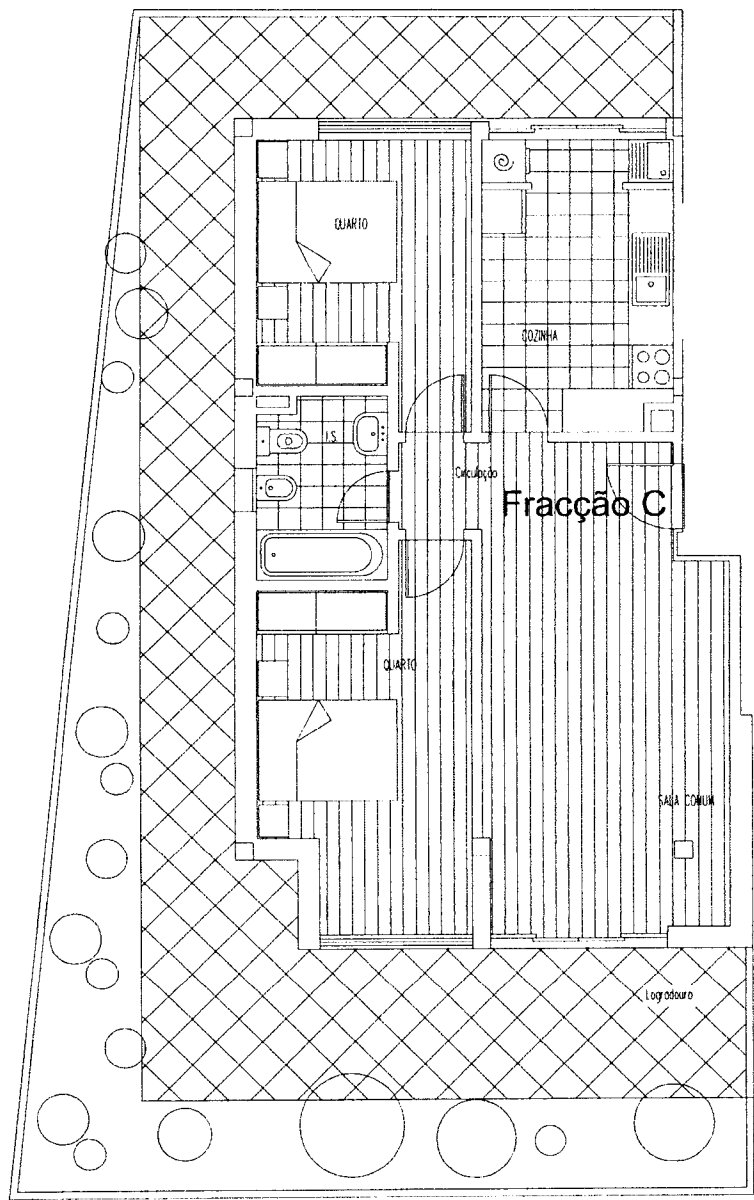 QUARTO
COZINHA
I.S.
Circulação
Fracção C
QUARTO
SALA COMUM
Logradouro